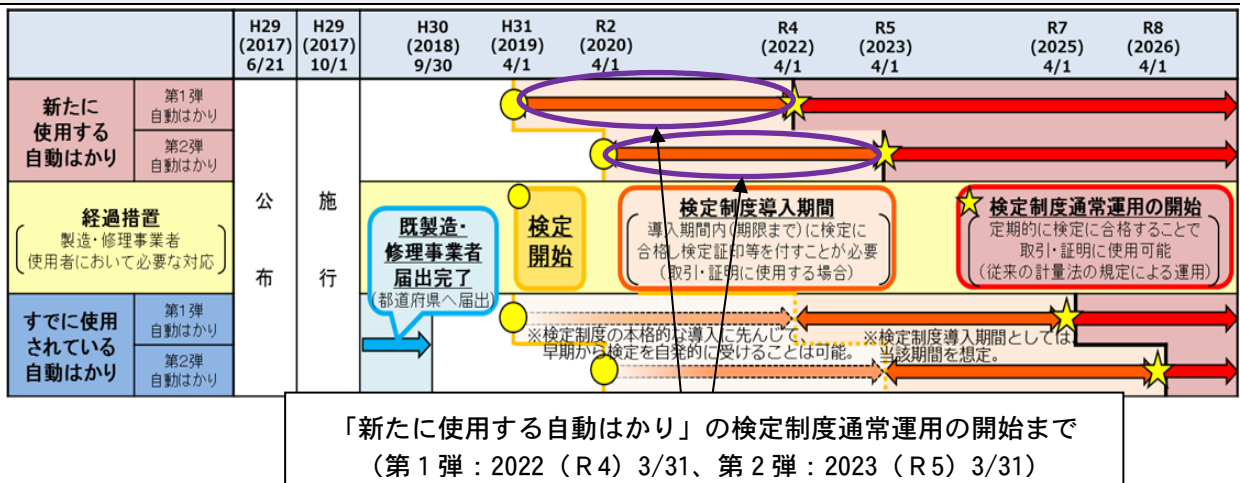 H29
(2017)
6/21
H29
(2017)
10/1
H30
(2018)
9/30
H31
(2019)
4/1
R2
(2020)
4/1
R4
(2022)
4/1
R5
(2023)
4/1
R7
(2025)
4/1
R8
(2026)
4/1
新たに
使用する
自動はかり
第1弾
自動はかり
第2弾
自動はかり
公
布
施
行
経過措置
製造・修理事業者
使用者において必要な対応
既製造・
修理事業者
届出完了
(都道府県へ届出)
検定
開始
検定制度導入期間
導入期間内(期限まで)に検定に
合格し検定証印等を付すことが必要
(取引・証明に使用する場合)
検定制度通常運用の開始
定期的に検定に合格することで
取引・証明に使用可能
(従来の計量法の規定による運用)
すでに使用
されている
自動はかり
第1弾
自動はかり
第2弾
自動はかり
※検定制度の本格的な導入に先んじて、
早期から検定を自発的に受けることは可能。
※検定制度導入期間としては、
当該期間を想定。
「新たに使用する自動はかり」の検定制度通常運用の開始まで
(第1弾:2022(R4)3/31、第2弾:2023(R5)3/31)